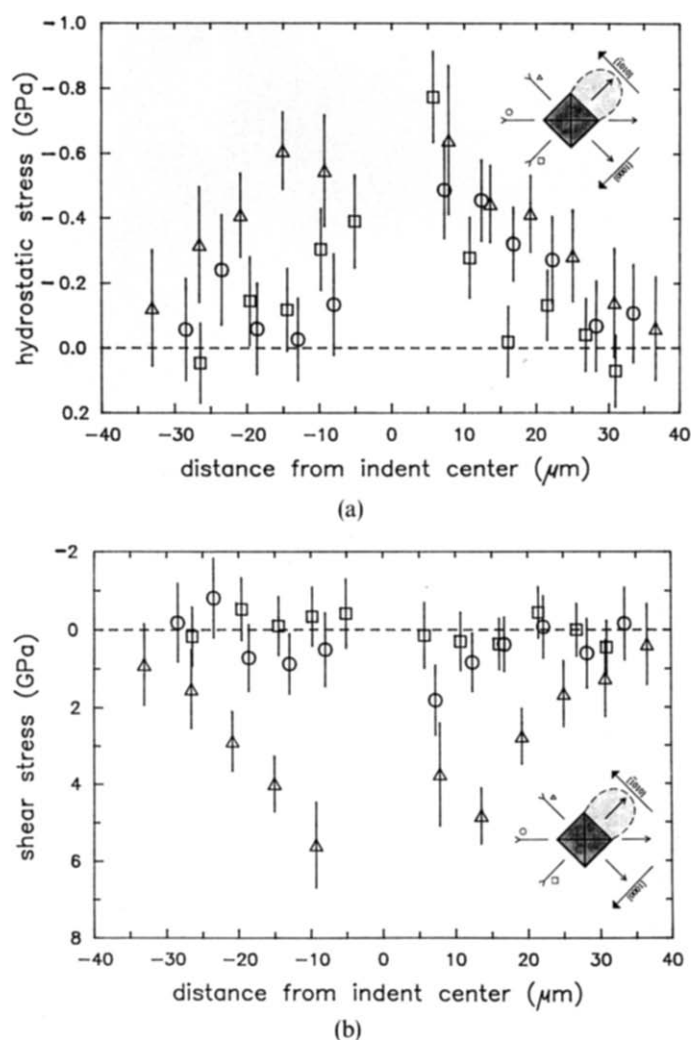 -1.0
-0.8
-0.6
-0.4
-0.2
0.0
0.2
hydrostatic stress (GPa)
-40 -30 -20 -10 0 10 20 30 40
distance from indent center (μm)
(a)
-2
0
2
4
6
8
shear stress (GPa)
-40 -30 -20 -10 0 10 20 30 40
distance from indent center (μm)
(b)